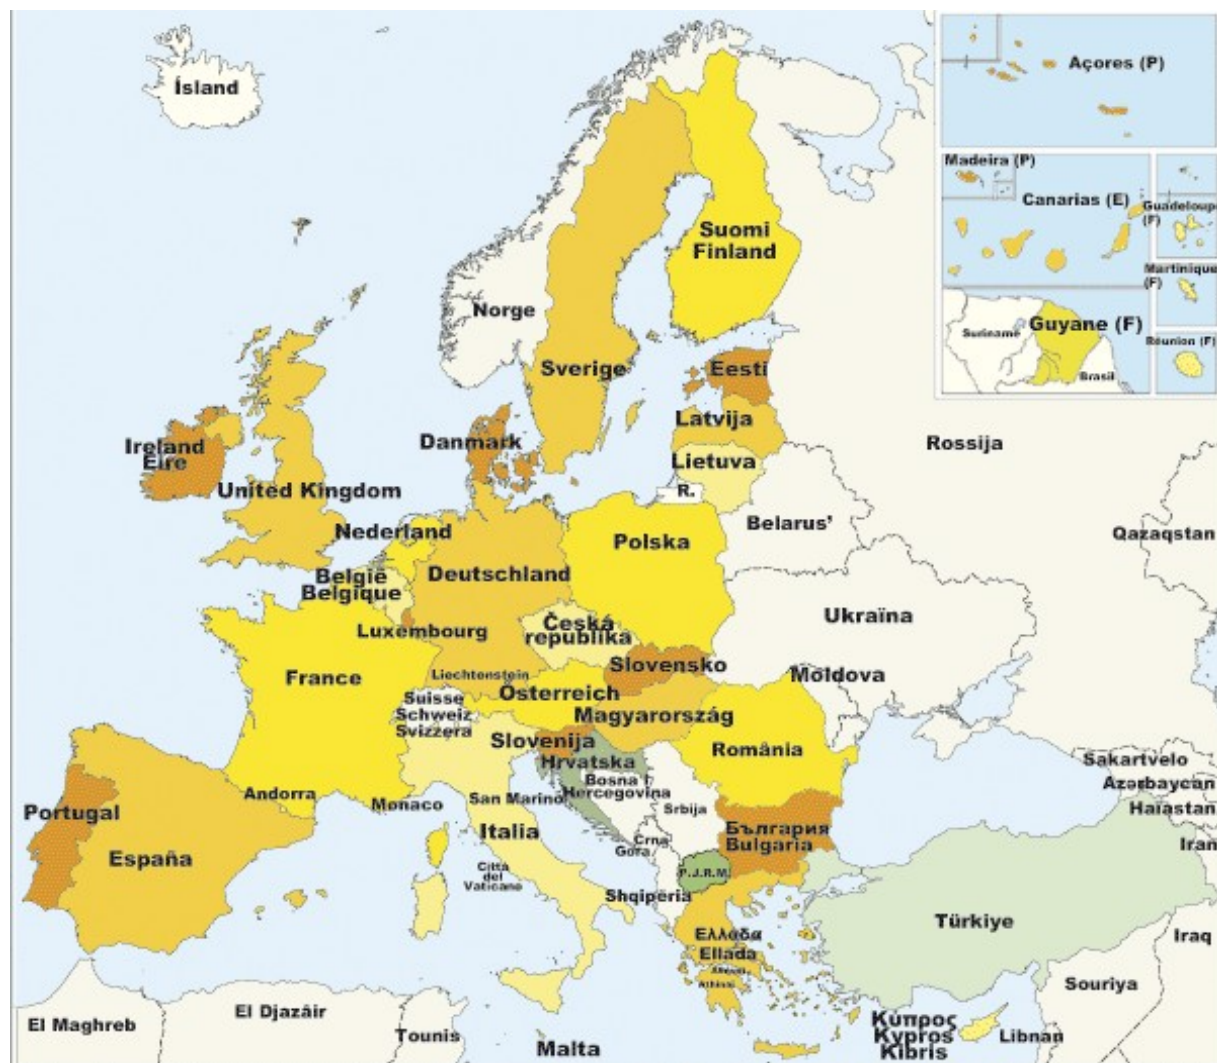 Ísland
Açores (P)
Madeira (P)
Canarias (E)
Guadeloupe
(F)
Martinique
(F)
Suriname
Guyane (F)
Brasil
Réunion (F)
Suomi
Finland
Norge
Sverige
Eesti
Latvija
Lietuva
R.
Rossija
Danmark
Ireland
Eire
United Kingdom
Nederland
België
Belgique
Deutschland
Polska
Belarus'
Qazaqstan
Luxembourg
Česká
republika
Ukraïna
Slovensko
Moldova
France
Liechtenstein
Österreich
Suisse
Schweiz
Svizzera
Magyarország
România
Slovenija
Hrvatska
Bosna i
Hercegovina
Srbija
Sakartvelo
Azərbaycan
Haïastan
Iran
Andorra
Monaco
San Marino
Portugal
España
Italia
Città
del
Vaticano
Crna
Gora
България
Bulgaria
P.J.R.M.
Shqipëria
Ελλάδα
Ellada
Athinai
Türkiye
Iraq
Souriya
Libnan
El Maghreb
El Djazâir
Tounis
Malta
Κύπρος
Kypros
Kibris